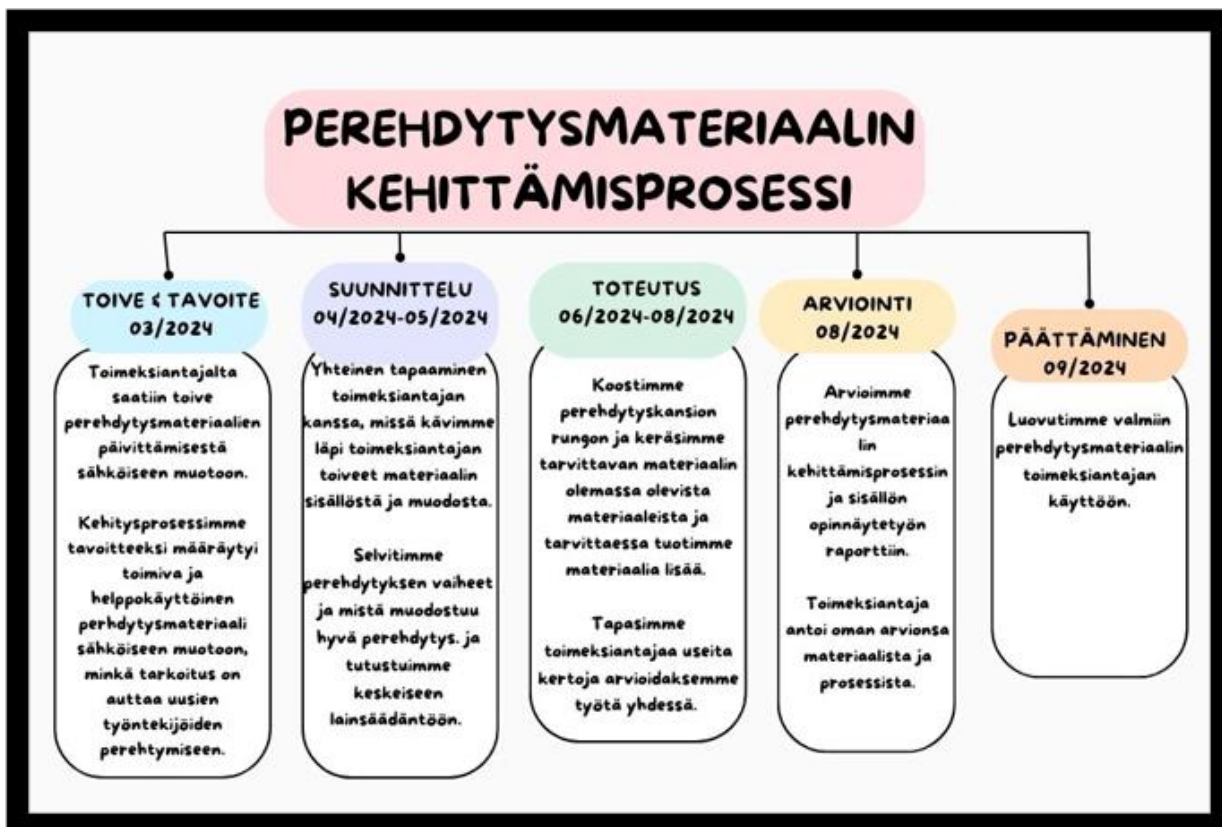 PEREHDYTYSMATERIAALIN
KEHITTÄMISPROSESSI
TOIVE & TAVOITE
03/2024
Toimeksiantajalta
saatiin toive
perehdytysmateriaalien
päivittämisestä
sähköiseen muotoon.
Kehitysprosessimme
tavoitteeksi määräytyi
toimiva ja
helppokäyttöinen
perhdytysmateriaali
sähköiseen muotoon,
minkä tarkoitus on
auttaa uusien
työntekijöiden
perehtymiseen.
SUUNNITTELU
04/2024-05/2024
Yhteinen tapaaminen
toimeksiantajan
kanssa, missä kävimme
läpi toimeksiantajan
toiveet materiaalin
sisällöstä ja muodosta.
Selvitimme
perehdytyksen vaiheet
ja mistä muodostuu
hyvä perehdytys. ja
tutustuimme
keskeiseen
lainsäädäntöön.
TOTEUTUS
06/2024-08/2024
Koostimme
perehdytyskansion
rungon ja keräsimme
tarvittavan materiaalin
olemassa olevista
materiaaleista ja
tarvittaessa tuotimme
materiaalia lisää.
Tapasimme
toimeksiantajaa useita
kertoja arvioidaksemme
työtä yhdessä.
ARVIOINTI
08/2024
Arvioimme
perehdytysmateriaa
lin
kehittämisprosessin
ja sisällön
opinnäytetyön
raporttiin.
Toimeksiantaja
antoi oman arvionsa
materiaalista ja
prosessista.
PÄÄTTÄMINEN
09/2024
Luovutimme valmiin
perehdytysmateriaalin
toimeksiantajan
käyttöön.